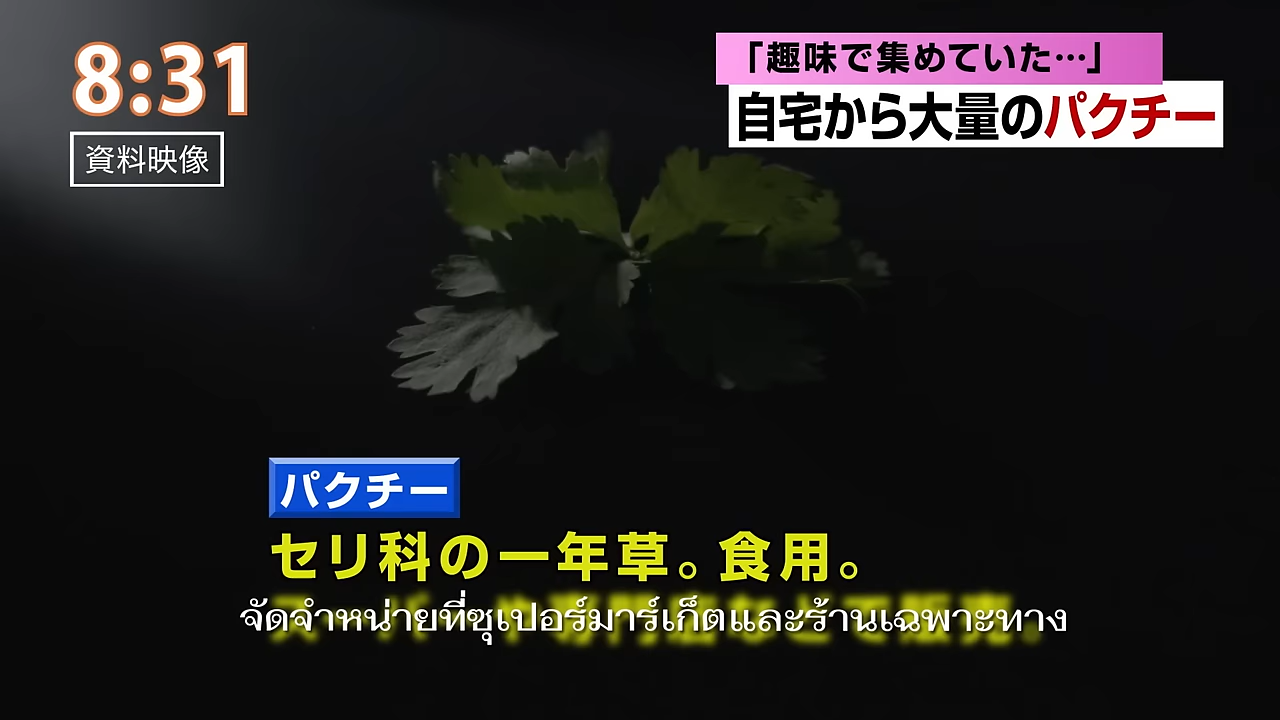 8:31
資料映像
「趣味で集めていた…」
自宅から大量のパクチー
パクチー
セリ科の一年草。食用。
จัดจำหน่ายที่ซุเปอร์มาร์เก็ตและร้านเฉพาะทาง